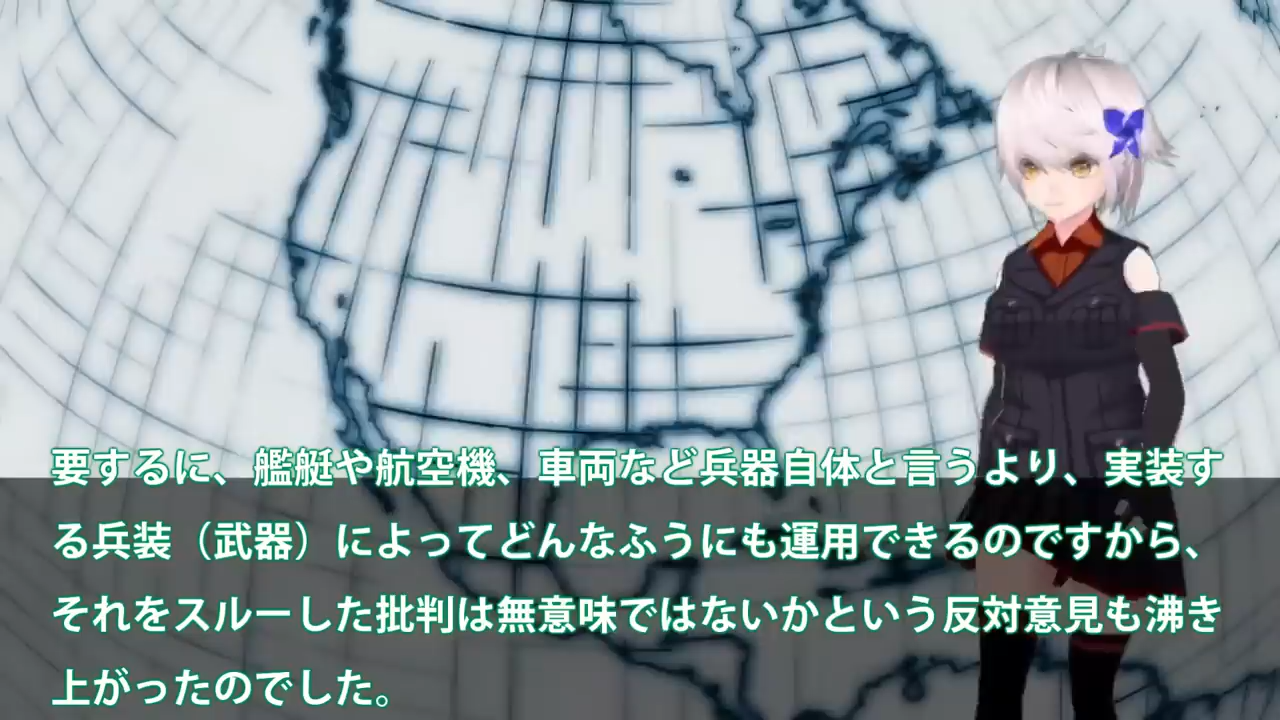 要するに、艦艇や航空機、車両など兵器自体と言うより、実装す
る兵装（武器）によってどんなふうにも運用できるのですから、
それをスルーした批判は無意味ではないかという反対意見も沸き
上がったのでした。